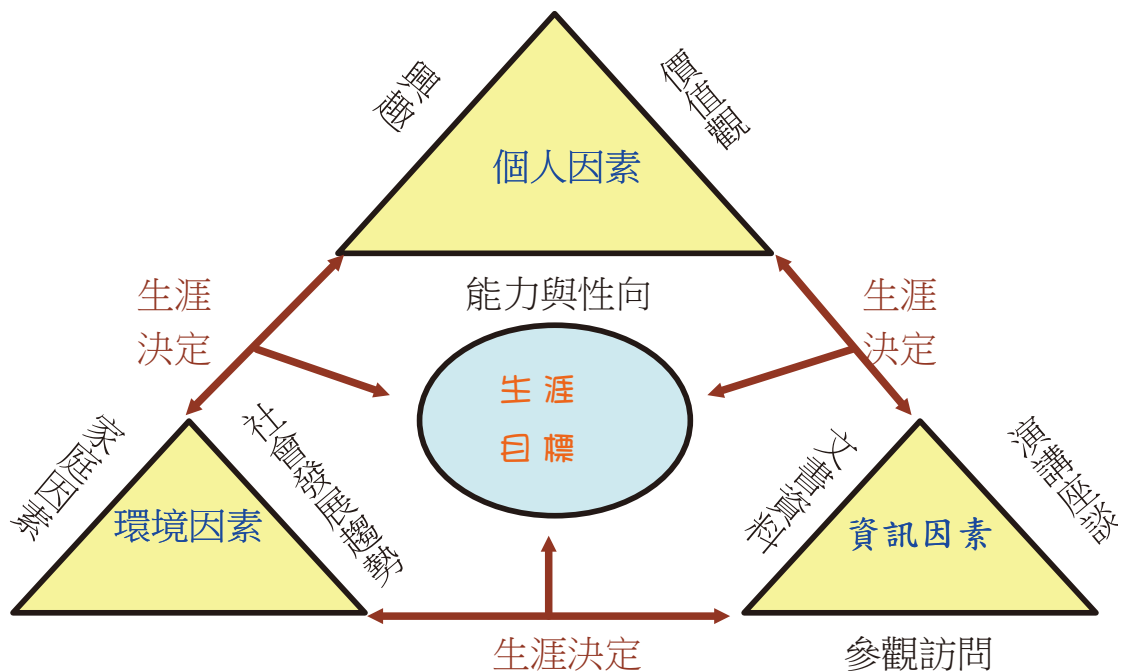 興趣
價值觀
個人因素
能力與性向
生涯
決定
生涯
決定
生涯
目標
家庭因素
社會發展趨勢
環境因素
文書資料
演講座談
資訊因素
生涯決定
參觀訪問